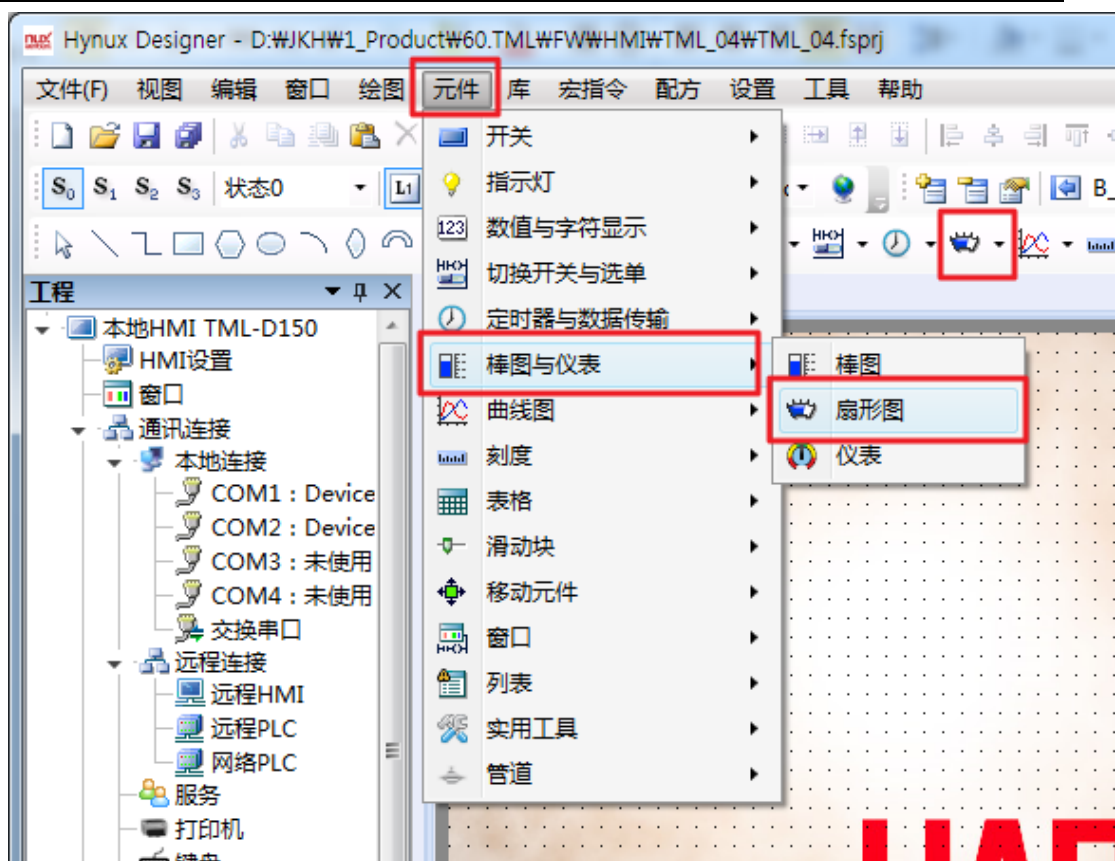 Hynux Designer - D:₩JKH₩1_Product₩60.TML₩FW₩HMI₩TML_04₩TML_04.fsprj
文件(F) 视图 编辑 窗口 绘图 元件 库 宏指令 配方 设置 工具 帮助
S0 S1 S2 S3 状态0 L1
B_
工程
本地HMI TML-D150
HMI设置
窗口
通讯连接
本地连接
COM1：Device
COM2：Device
COM3：未使用
COM4：未使用
交换串口
远程连接
远程HMI
远程PLC
网络PLC
服务
打印机
键盘
开关
指示灯
123 数值与字符显示
切换开关与选单
定时器与数据传输
棒图与仪表
曲线图
刻度
表格
滑动块
移动元件
窗口
列表
实用工具
管道
棒图
扇形图
仪表